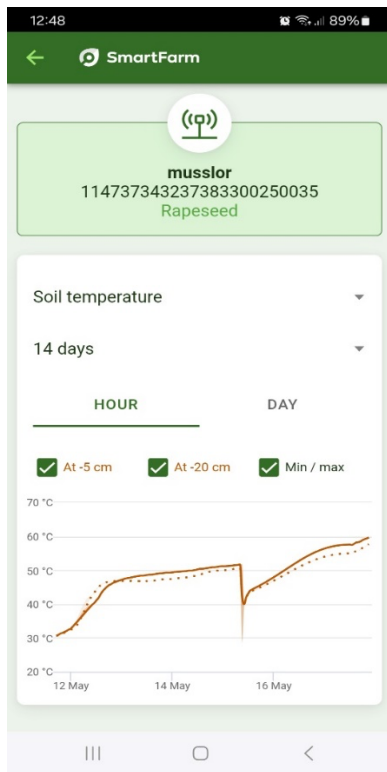 12:48 89%
SmartFarm
musslor
114737343237383300250035
Rapeseed
Soil temperature
14 days
HOUR DAY
At -5 cm At -20 cm Min / max
70 °C
60 °C
50 °C
40 °C
30 °C
20 °C
12 May 14 May 16 May